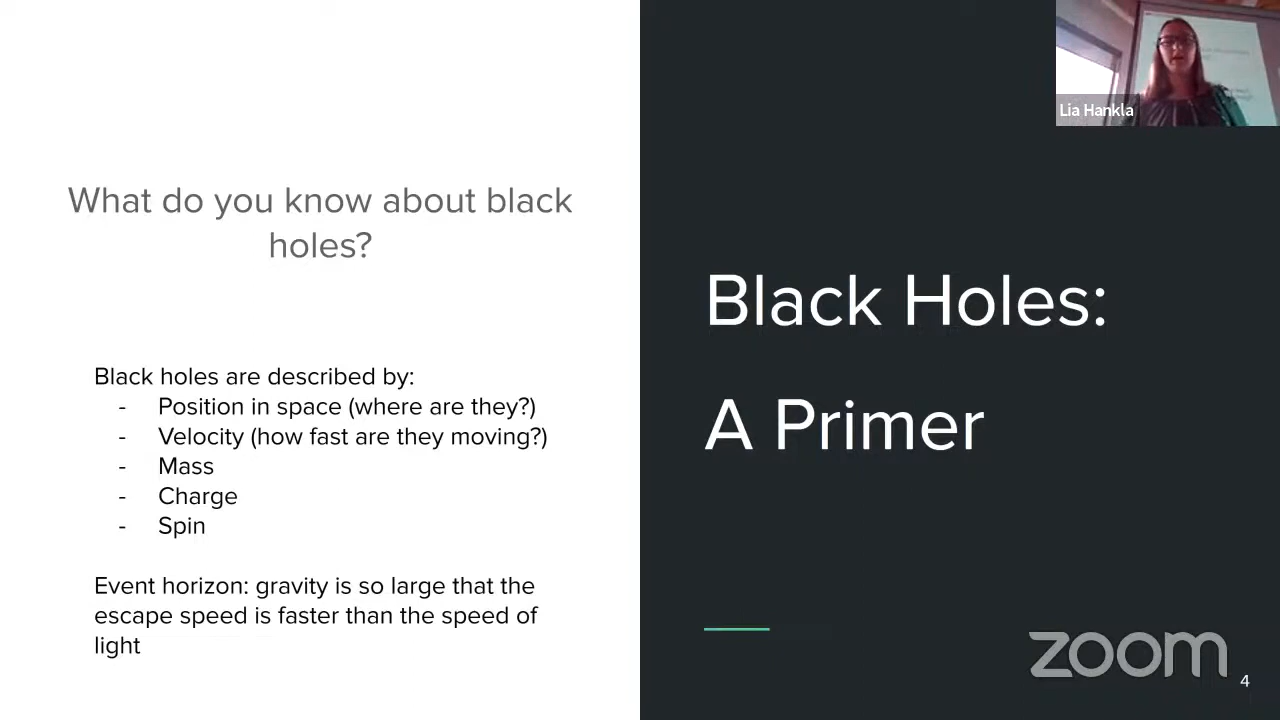 What do you know about black
holes?
Black holes are described by:
- Position in space (where are they?)
- Velocity (how fast are they moving?)
- Mass
- Charge
- Spin
Event horizon: gravity is so large that the
escape speed is faster than the speed of
light
Black Holes:
A Primer
Lia Hankla
zoom
4